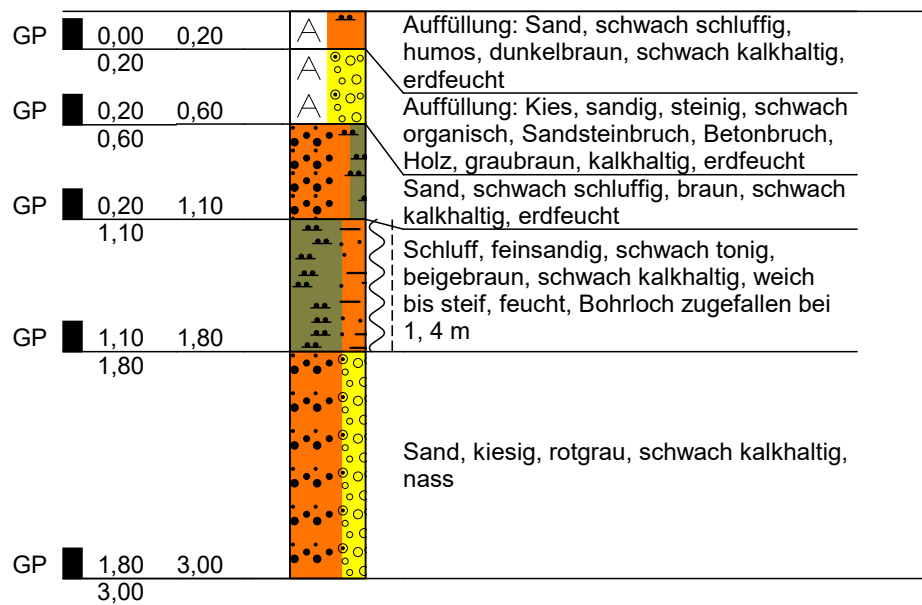 GP 0,00 0,20
0,20
Auffüllung: Sand, schwach schluffig,
humos, dunkelbraun, schwach kalkhaltig,
erdfeucht
A
A
A
GP 0,20 0,60
0,60
Auffüllung: Kies, sandig, steinig, schwach
organisch, Sandsteinbruch, Betonbruch,
Holz, graubraun, kalkhaltig, erdfeucht
GP 0,20 1,10
1,10
Sand, schwach schluffig, braun, schwach
kalkhaltig, erdfeucht
Schluff, feinsandig, schwach tonig,
beigebraun, schwach kalkhaltig, weich
bis steif, feucht, Bohrloch zugefallen bei
1, 4 m
GP 1,10 1,80
1,80
Sand, kiesig, rotgrau, schwach kalkhaltig,
nass
GP 1,80 3,00
3,00